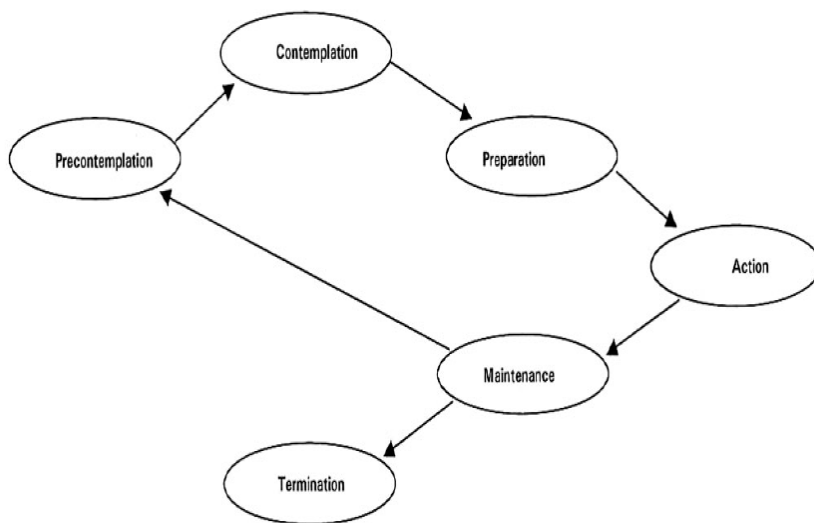 Contemplation
Precontemplation
Preparation
Action
Maintenance
Termination